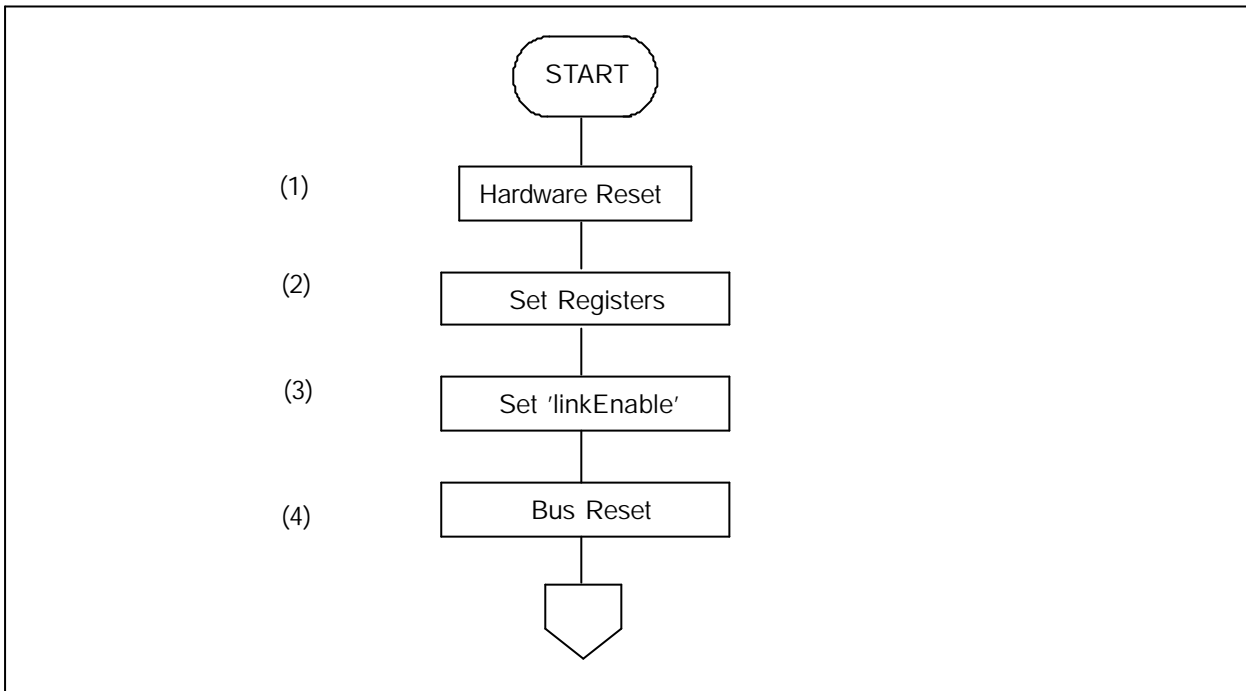 START
(1) Hardware Reset
(2) Set Registers
(3) Set 'linkEnable'
(4) Bus Reset